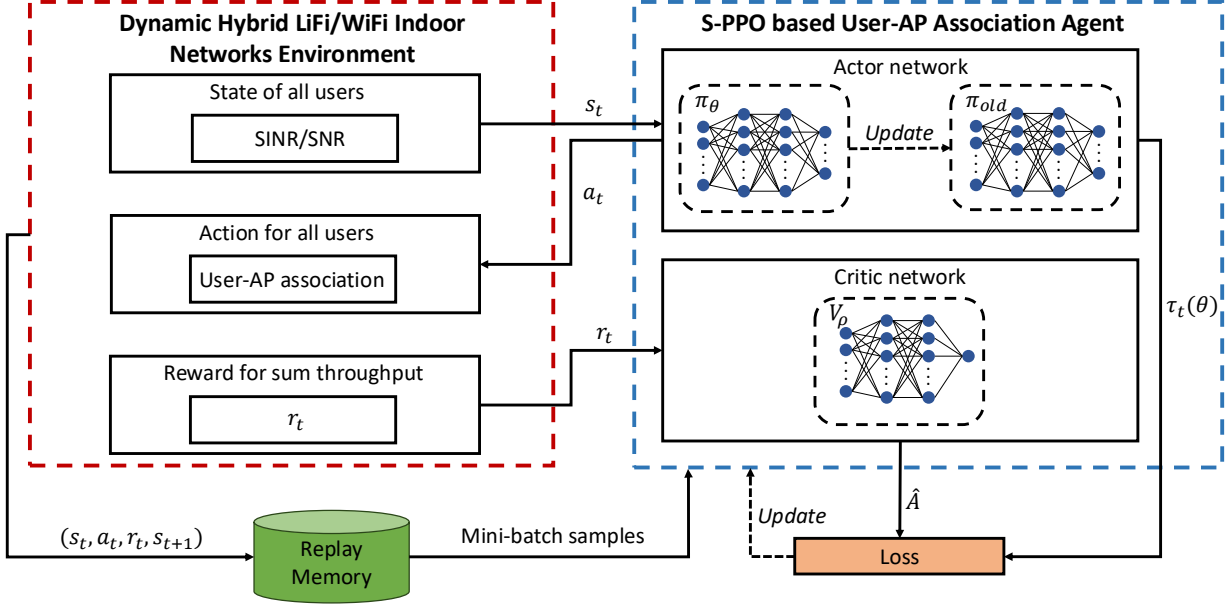 Dynamic Hybrid LiFi/WiFi Indoor
Networks Environment
State of all users
SINR/SNR
Action for all users
User-AP association
Reward for sum throughput
r_t
s_t
a_t
r_t
S-PPO based User-AP Association Agent
Actor network
π_θ
Update
π_old
Critic network
V_ρ
τ_t(θ)
(s_t, a_t, r_t, s_{t+1})
Replay
Memory
Mini-batch samples
Update
Â
Loss